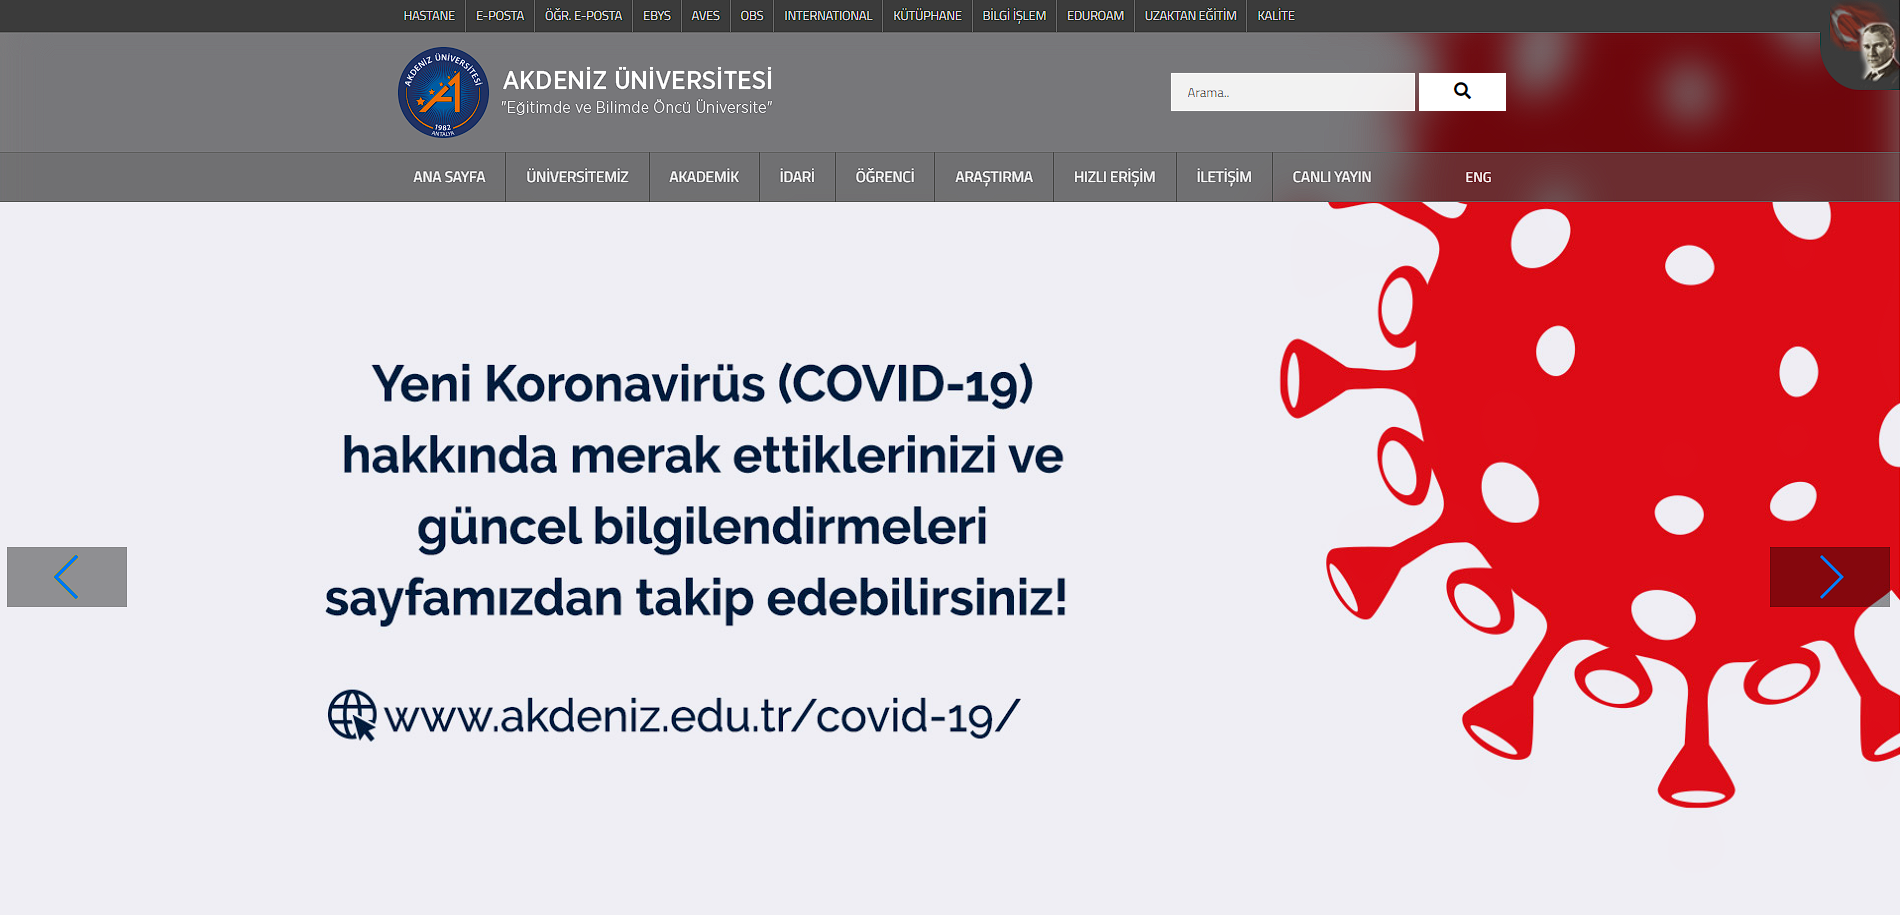 HASTANE E-POSTA ÖĞR. E-POSTA EBYS AVES OBS INTERNATIONAL KÜTÜPHANE BİLGİ İŞLEM EDUROAM UZAKTAN EĞİTİM KALİTE
AKDENİZ ÜNİVERSİTESİ
1982
ANTALYA
AKDENİZ ÜNİVERSİTESİ
"Eğitimde ve Bilimde Öncü Üniversite"
Arama..
ANA SAYFA ÜNİVERSİTEMİZ AKADEMİK İDARİ ÖĞRENCİ ARAŞTIRMA HIZLI ERİŞİM İLETİŞİM CANLI YAYIN ENG
Yeni Koronavirüs (COVID-19)
hakkında merak ettiklerinizi ve
güncel bilgilendirmeleri
sayfamızdan takip edebilirsiniz!
www.akdeniz.edu.tr/covid-19/